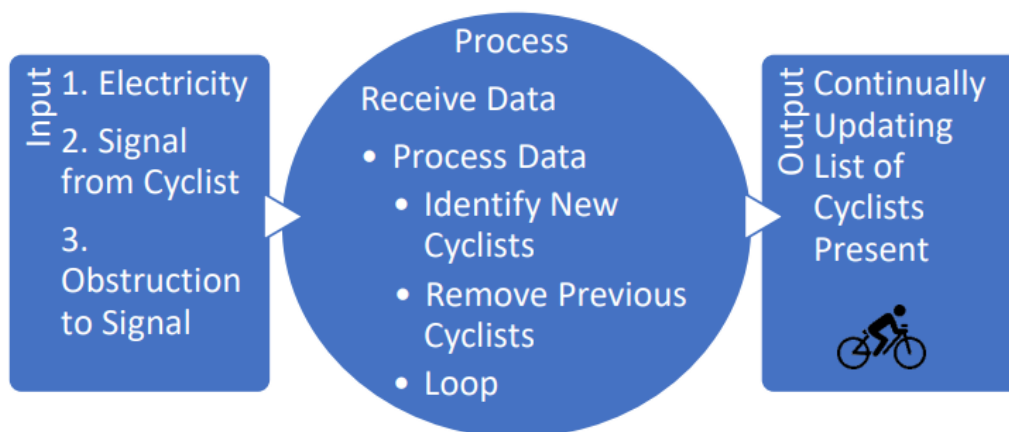 Input
1. Electricity
2. Signal
from Cyclist
3.
Obstruction
to Signal
Process
Receive Data
• Process Data
• Identify New
Cyclists
• Remove Previous
Cyclists
• Loop
Output
Continually
Updating
List of
Cyclists
Present